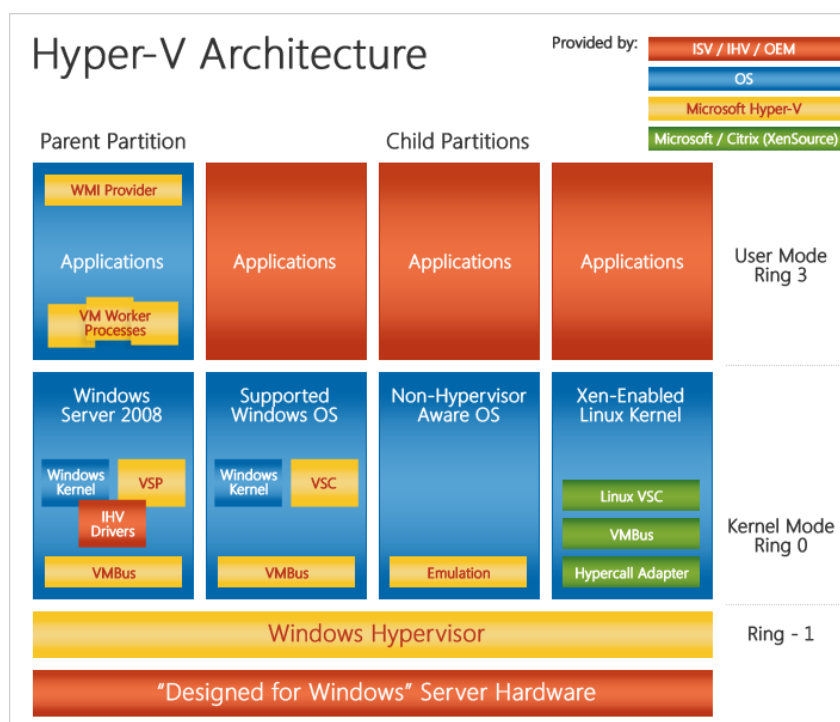 Hyper-V Architecture
Provided by:
ISV / IHV / OEM
OS
Microsoft Hyper-V
Microsoft / Citrix (XenSource)
Parent Partition
Child Partitions
WMI Provider
Applications
VM Worker
Processes
Applications
Applications
Applications
User Mode
Ring 3
Windows
Server 2008
Windows
Kernel
VSP
IHV
Drivers
VMBus
Supported
Windows OS
Windows
Kernel
VSC
VMBus
Non-Hypervisor
Aware OS
Emulation
Xen-Enabled
Linux Kernel
Linux VSC
VMBus
Hypercall Adapter
Kernel Mode
Ring 0
Windows Hypervisor
Ring - 1
"Designed for Windows" Server Hardware